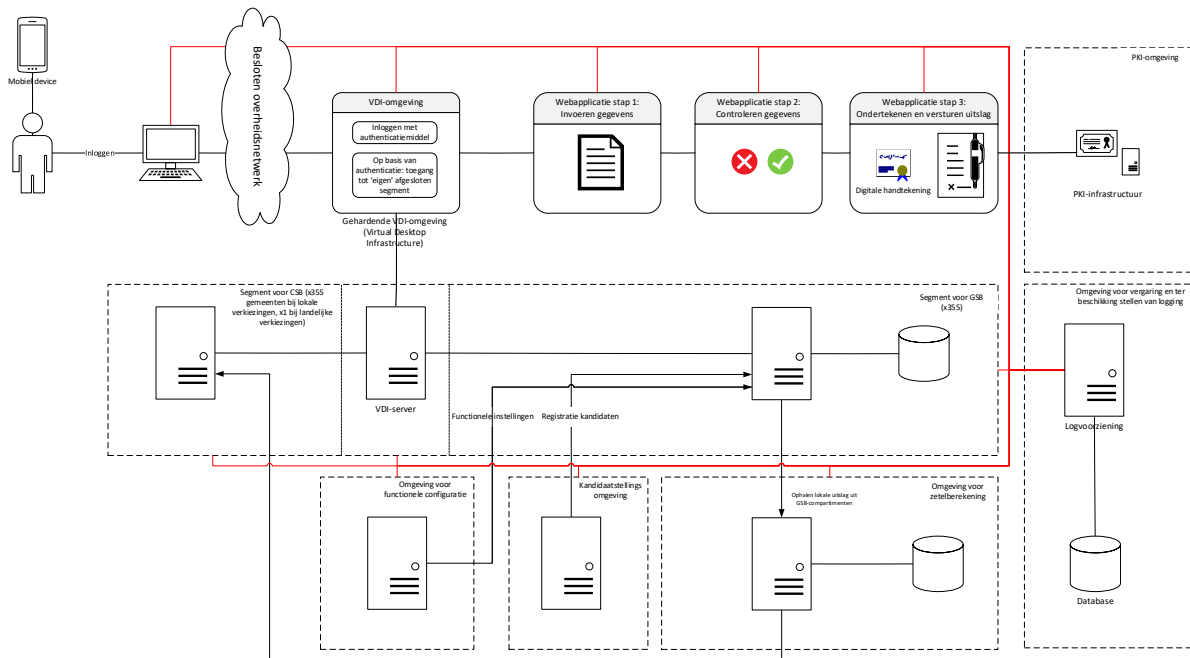 Mobiel device
Inloggen
Besloten overheidsnetwerk
VDI-omgeving
Inloggen met
authenticatiemiddel
Op basis van
authenticatie: toegang
tot ‘eigen’ afgesloten
segment
Gehardende VDI-omgeving
(Virtual Desktop
Infrastructure)
Webapplicatie stap 1:
Invoeren gegevens
Webapplicatie stap 2:
Controleren gegevens
Webapplicatie stap 3:
Ondertekenen en versturen uitslag
Digitale handtekening
PKI-omgeving
PKI-infrastructuur
Segment voor CSB (x355
gemeenten bij lokale
verkiezingen, x1 bij landelijke
verkiezingen)
VDI-server
Segment voor GSB
(x355)
Functionele instellingen
Registratie kandidaten
Omgeving voor vergaring en ter
beschikking stellen van logging
Logvoorziening
Database
Omgeving voor
functionele configuratie
Kandidaatstellings
omgeving
Ophalen lokale uitslag uit
GSB-compartimenten
Omgeving voor
zetelberekening